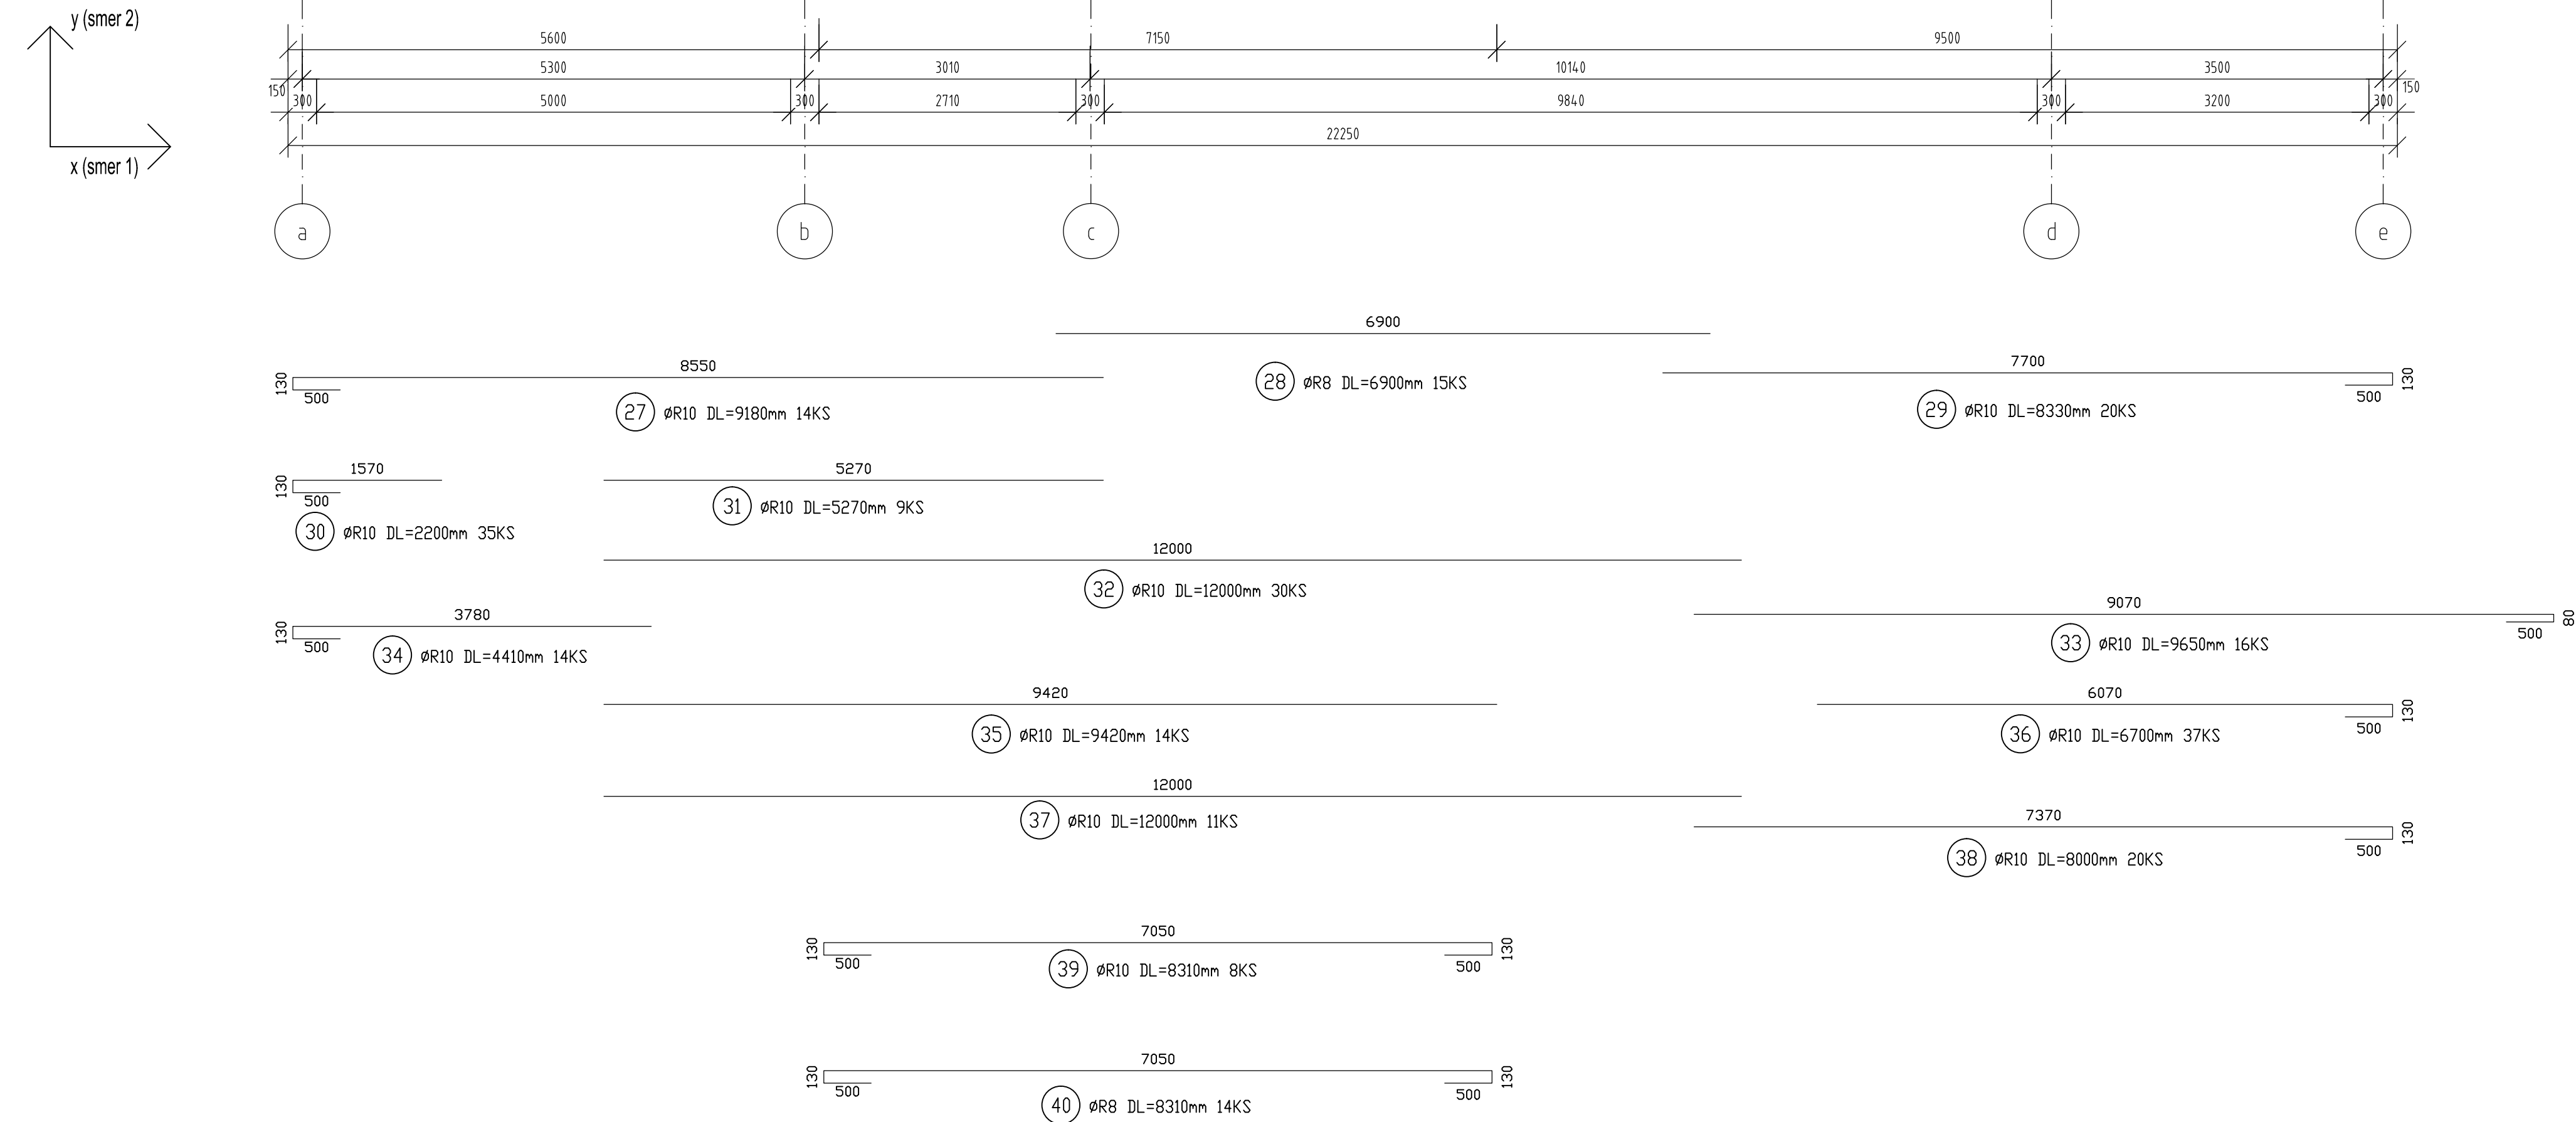 y (smer 2)
x (smer 1)
5600 7150 9500
5300 3010 10140 3500
150 300 5000 300 2710 300 9840 300 3200 300 150
22250
a b c d e
6900
28 ØR8 DL=6900mm 15KS
8550
130
500
27 ØR10 DL=9180mm 14KS
7700
130
500
29 ØR10 DL=8330mm 20KS
1570
130
500
30 ØR10 DL=2200mm 35KS
5270
31 ØR10 DL=5270mm 9KS
12000
32 ØR10 DL=12000mm 30KS
9070
80
500
33 ØR10 DL=9650mm 16KS
3780
130
500
34 ØR10 DL=4410mm 14KS
9420
35 ØR10 DL=9420mm 14KS
6070
130
500
36 ØR10 DL=6700mm 37KS
12000
37 ØR10 DL=12000mm 11KS
7370
130
500
38 ØR10 DL=8000mm 20KS
7050
130 130
500 500
39 ØR10 DL=8310mm 8KS
7050
130 130
500 500
40 ØR8 DL=8310mm 14KS